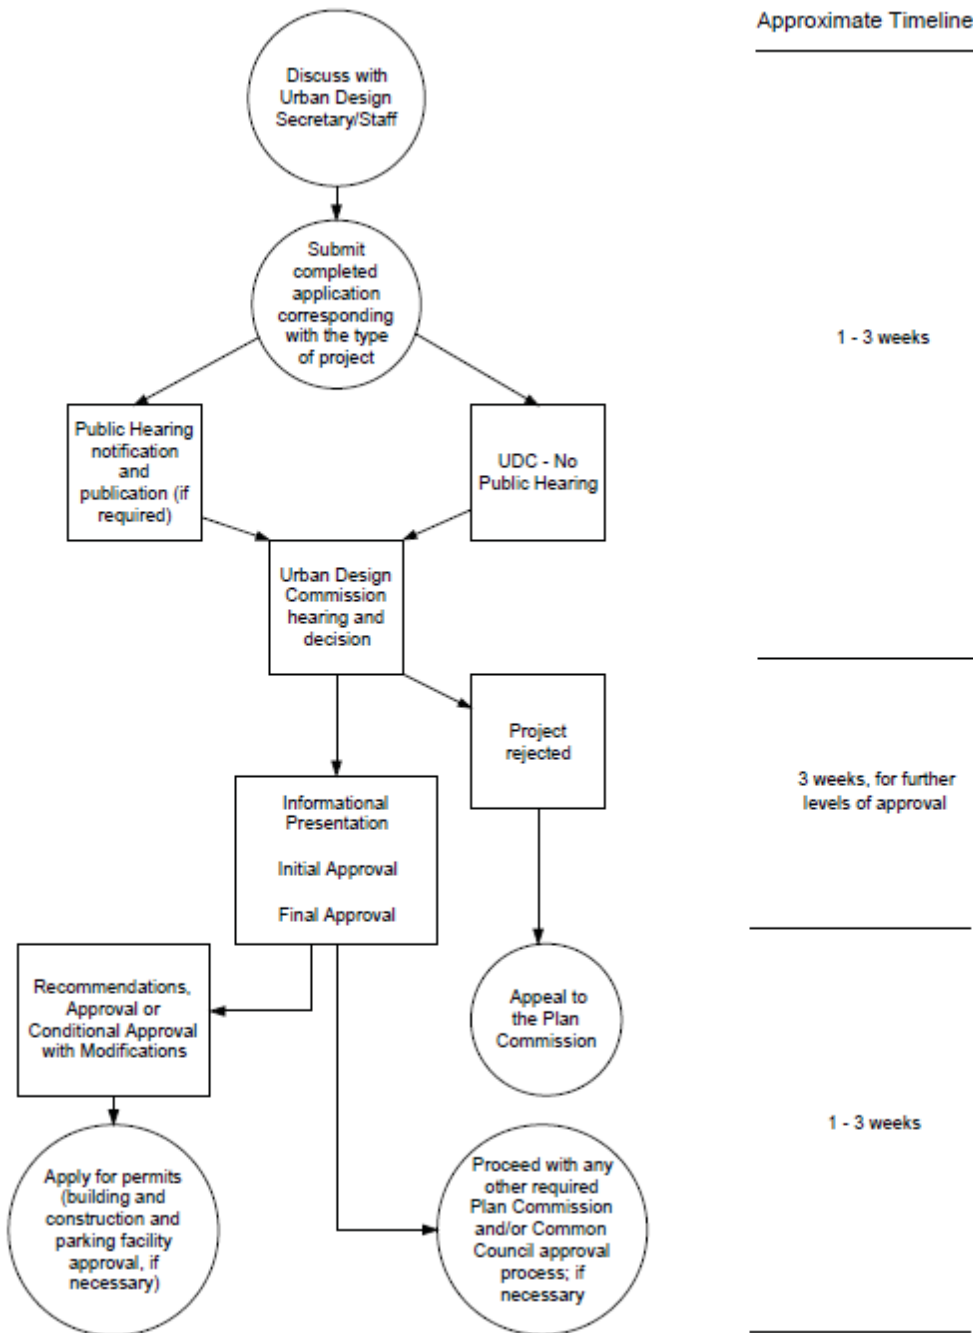 Approximate Timeline
Discuss with
Urban Design
Secretary/Staff
Submit
completed
application
corresponding
with the type
of project
1 - 3 weeks
Public Hearing
notification
and
publication (if
required)
UDC - No
Public Hearing
Urban Design
Commission
hearing and
decision
Project
rejected
3 weeks, for further
levels of approval
Informational
Presentation
Initial Approval
Final Approval
Recommendations,
Approval or
Conditional Approval
with Modifications
Appeal to
the Plan
Commission
1 - 3 weeks
Apply for permits
(building and
construction and
parking facility
approval, if
necessary)
Proceed with any
other required
Plan Commission
and/or Common
Council approval
process; if
necessary